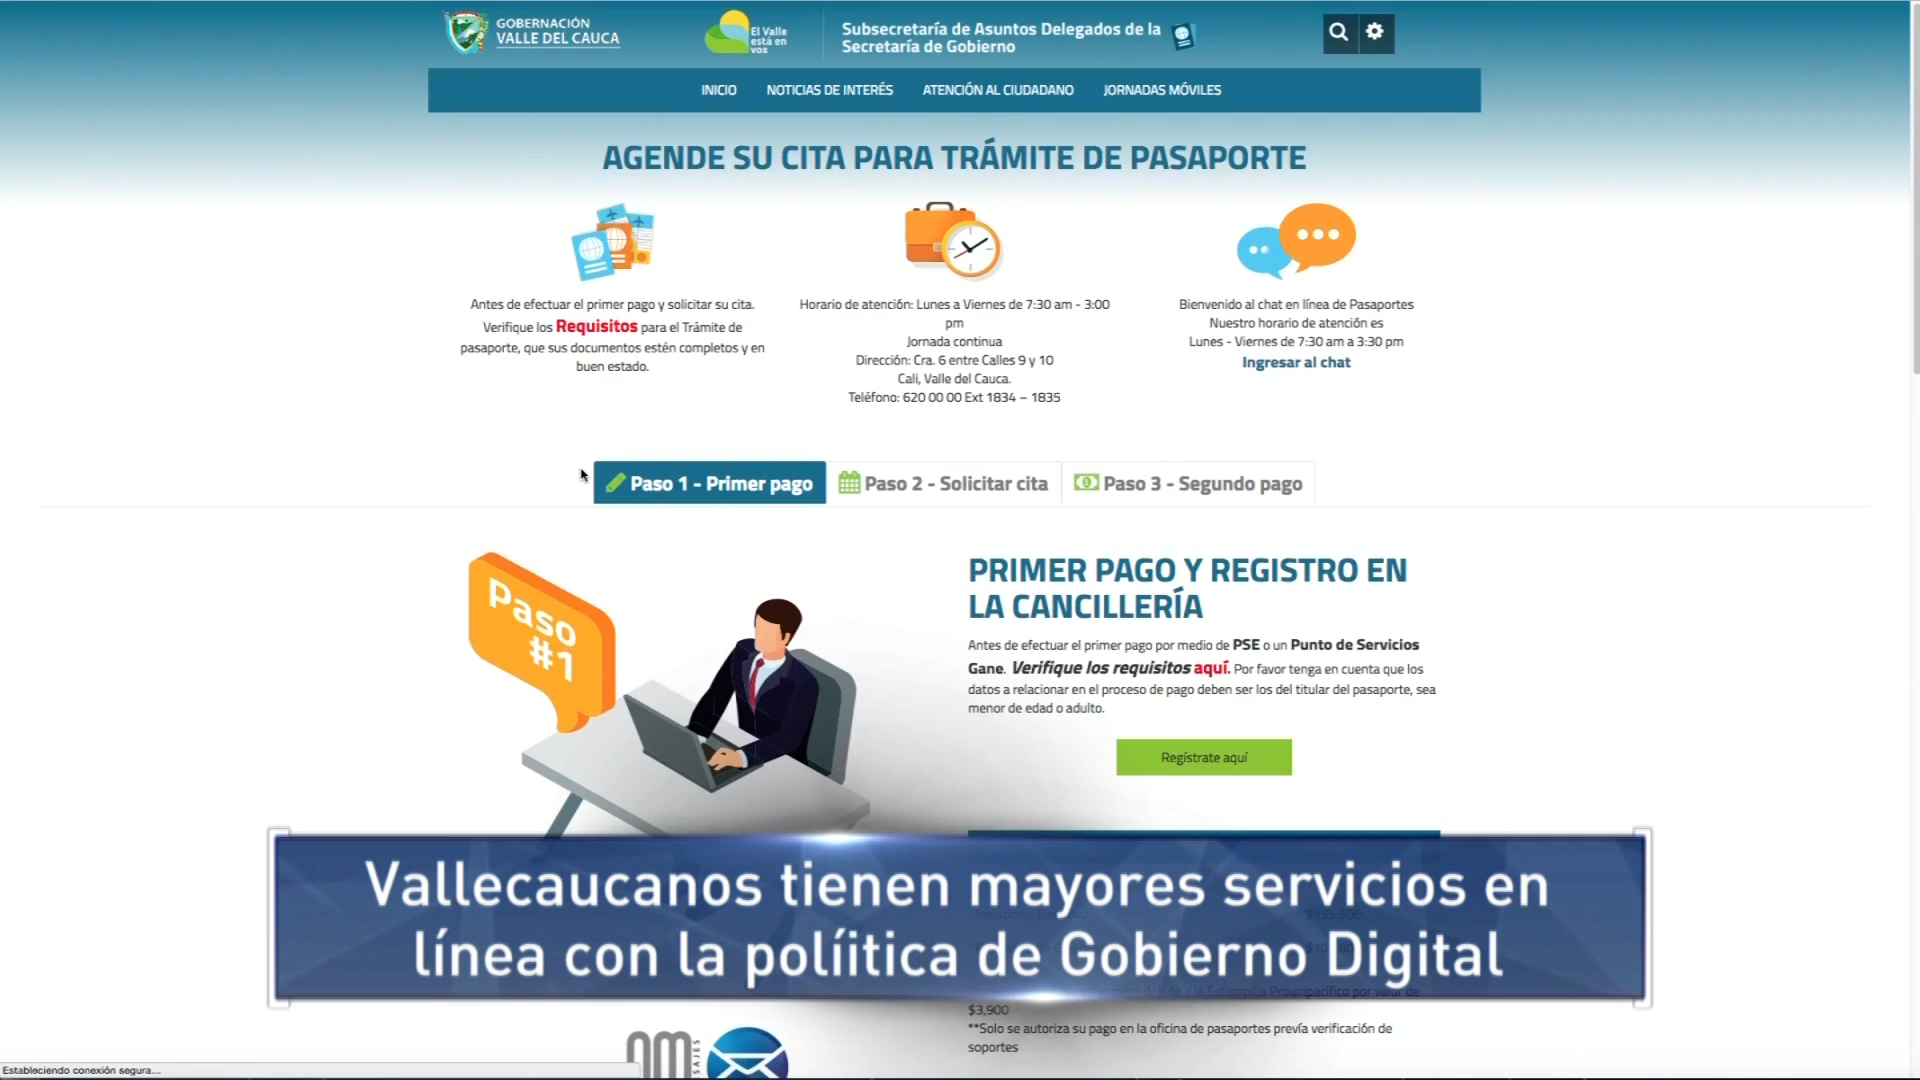 GOBERNACIÓN
VALLE DEL CAUCA
El Valle
está en
vos
Subsecretaría de Asuntos Delegados de la
Secretaría de Gobierno
INICIO NOTICIAS DE INTERÉS ATENCIÓN AL CIUDADANO JORNADAS MÓVILES
AGENDE SU CITA PARA TRÁMITE DE PASAPORTE
Antes de efectuar el primer pago y solicitar su cita.
Verifique los Requisitos para el Trámite de
pasaporte, que sus documentos estén completos y en
buen estado.
Horario de atención: Lunes a Viernes de 7:30 am - 3:00
pm
Jornada continua
Dirección: Cra. 6 entre Calles 9 y 10
Cali, Valle del Cauca.
Teléfono: 620 00 00 Ext 1834 – 1835
Bienvenido al chat en línea de Pasaportes
Nuestro horario de atención es
Lunes - Viernes de 7:30 am a 3:30 pm
Ingresar al chat
Paso 1 - Primer pago Paso 2 - Solicitar cita Paso 3 - Segundo pago
Paso
#1
PRIMER PAGO Y REGISTRO EN
LA CANCILLERÍA
Antes de efectuar el primer pago por medio de PSE o un Punto de Servicios
Gane. Verifique los requisitos aquí. Por favor tenga en cuenta que los
datos a relacionar en el proceso de pago deben ser los del titular del pasaporte, sea
menor de edad o adulto.
Regístrate aquí
Vallecaucanos tienen mayores servicios en
línea con la políitica de Gobierno Digital
la Estampilla Prounipacifico por valor de
$3,900
**Solo se autoriza su pago en la oficina de pasaportes previa verificación de
soportes
Estableciendo conexión segura...